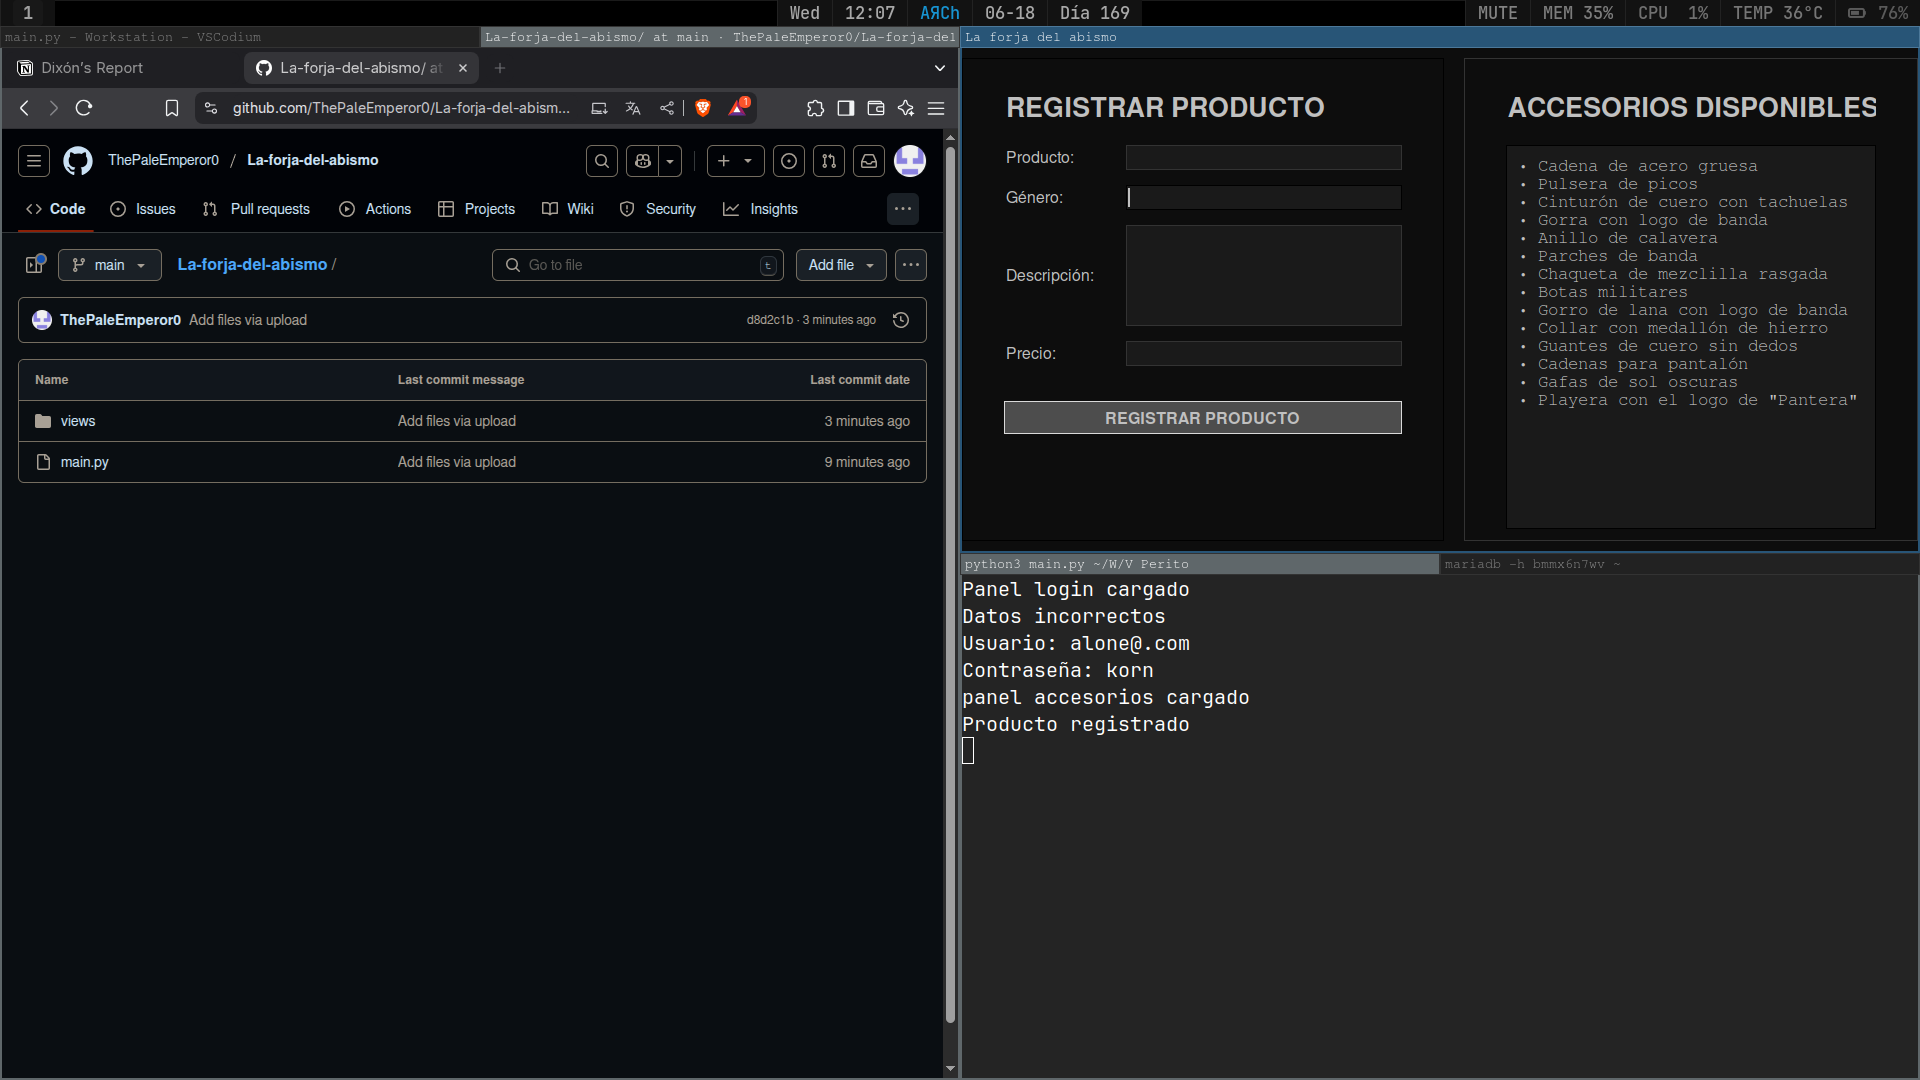 1
Wed 12:07 AЯCh 06-18 Día 169
MUTE MEM 35% CPU 1% TEMP 36°C 76%
main.py - Workstation - VSCodium
La-forja-del-abismo/ at main · ThePaleEmperor0/La-forja-del
Dixón's Report
La-forja-del-abismo/ at
github.com/ThePaleEmperor0/La-forja-del-abism...
1
ThePaleEmperor0 / La-forja-del-abismo
Code Issues Pull requests Actions Projects Wiki Security Insights
main La-forja-del-abismo / Go to file t Add file
ThePaleEmperor0 Add files via upload d8d2c1b · 3 minutes ago
Name Last commit message Last commit date
views Add files via upload 3 minutes ago
main.py Add files via upload 9 minutes ago
La forja del abismo
REGISTRAR PRODUCTO
Producto:
Género:
Descripción:
Precio:
REGISTRAR PRODUCTO
ACCESORIOS DISPONIBLES
• Cadena de acero gruesa
• Pulsera de picos
• Cinturón de cuero con tachuelas
• Gorra con logo de banda
• Anillo de calavera
• Parches de banda
• Chaqueta de mezclilla rasgada
• Botas militares
• Gorro de lana con logo de banda
• Collar con medallón de hierro
• Guantes de cuero sin dedos
• Cadenas para pantalón
• Gafas de sol oscuras
• Playera con el logo de "Pantera"
python3 main.py ~/W/V Perito
mariadb -h bmmx6n7wv ~
Panel login cargado
Datos incorrectos
Usuario: alone@.com
Contraseña: korn
panel accesorios cargado
Producto registrado